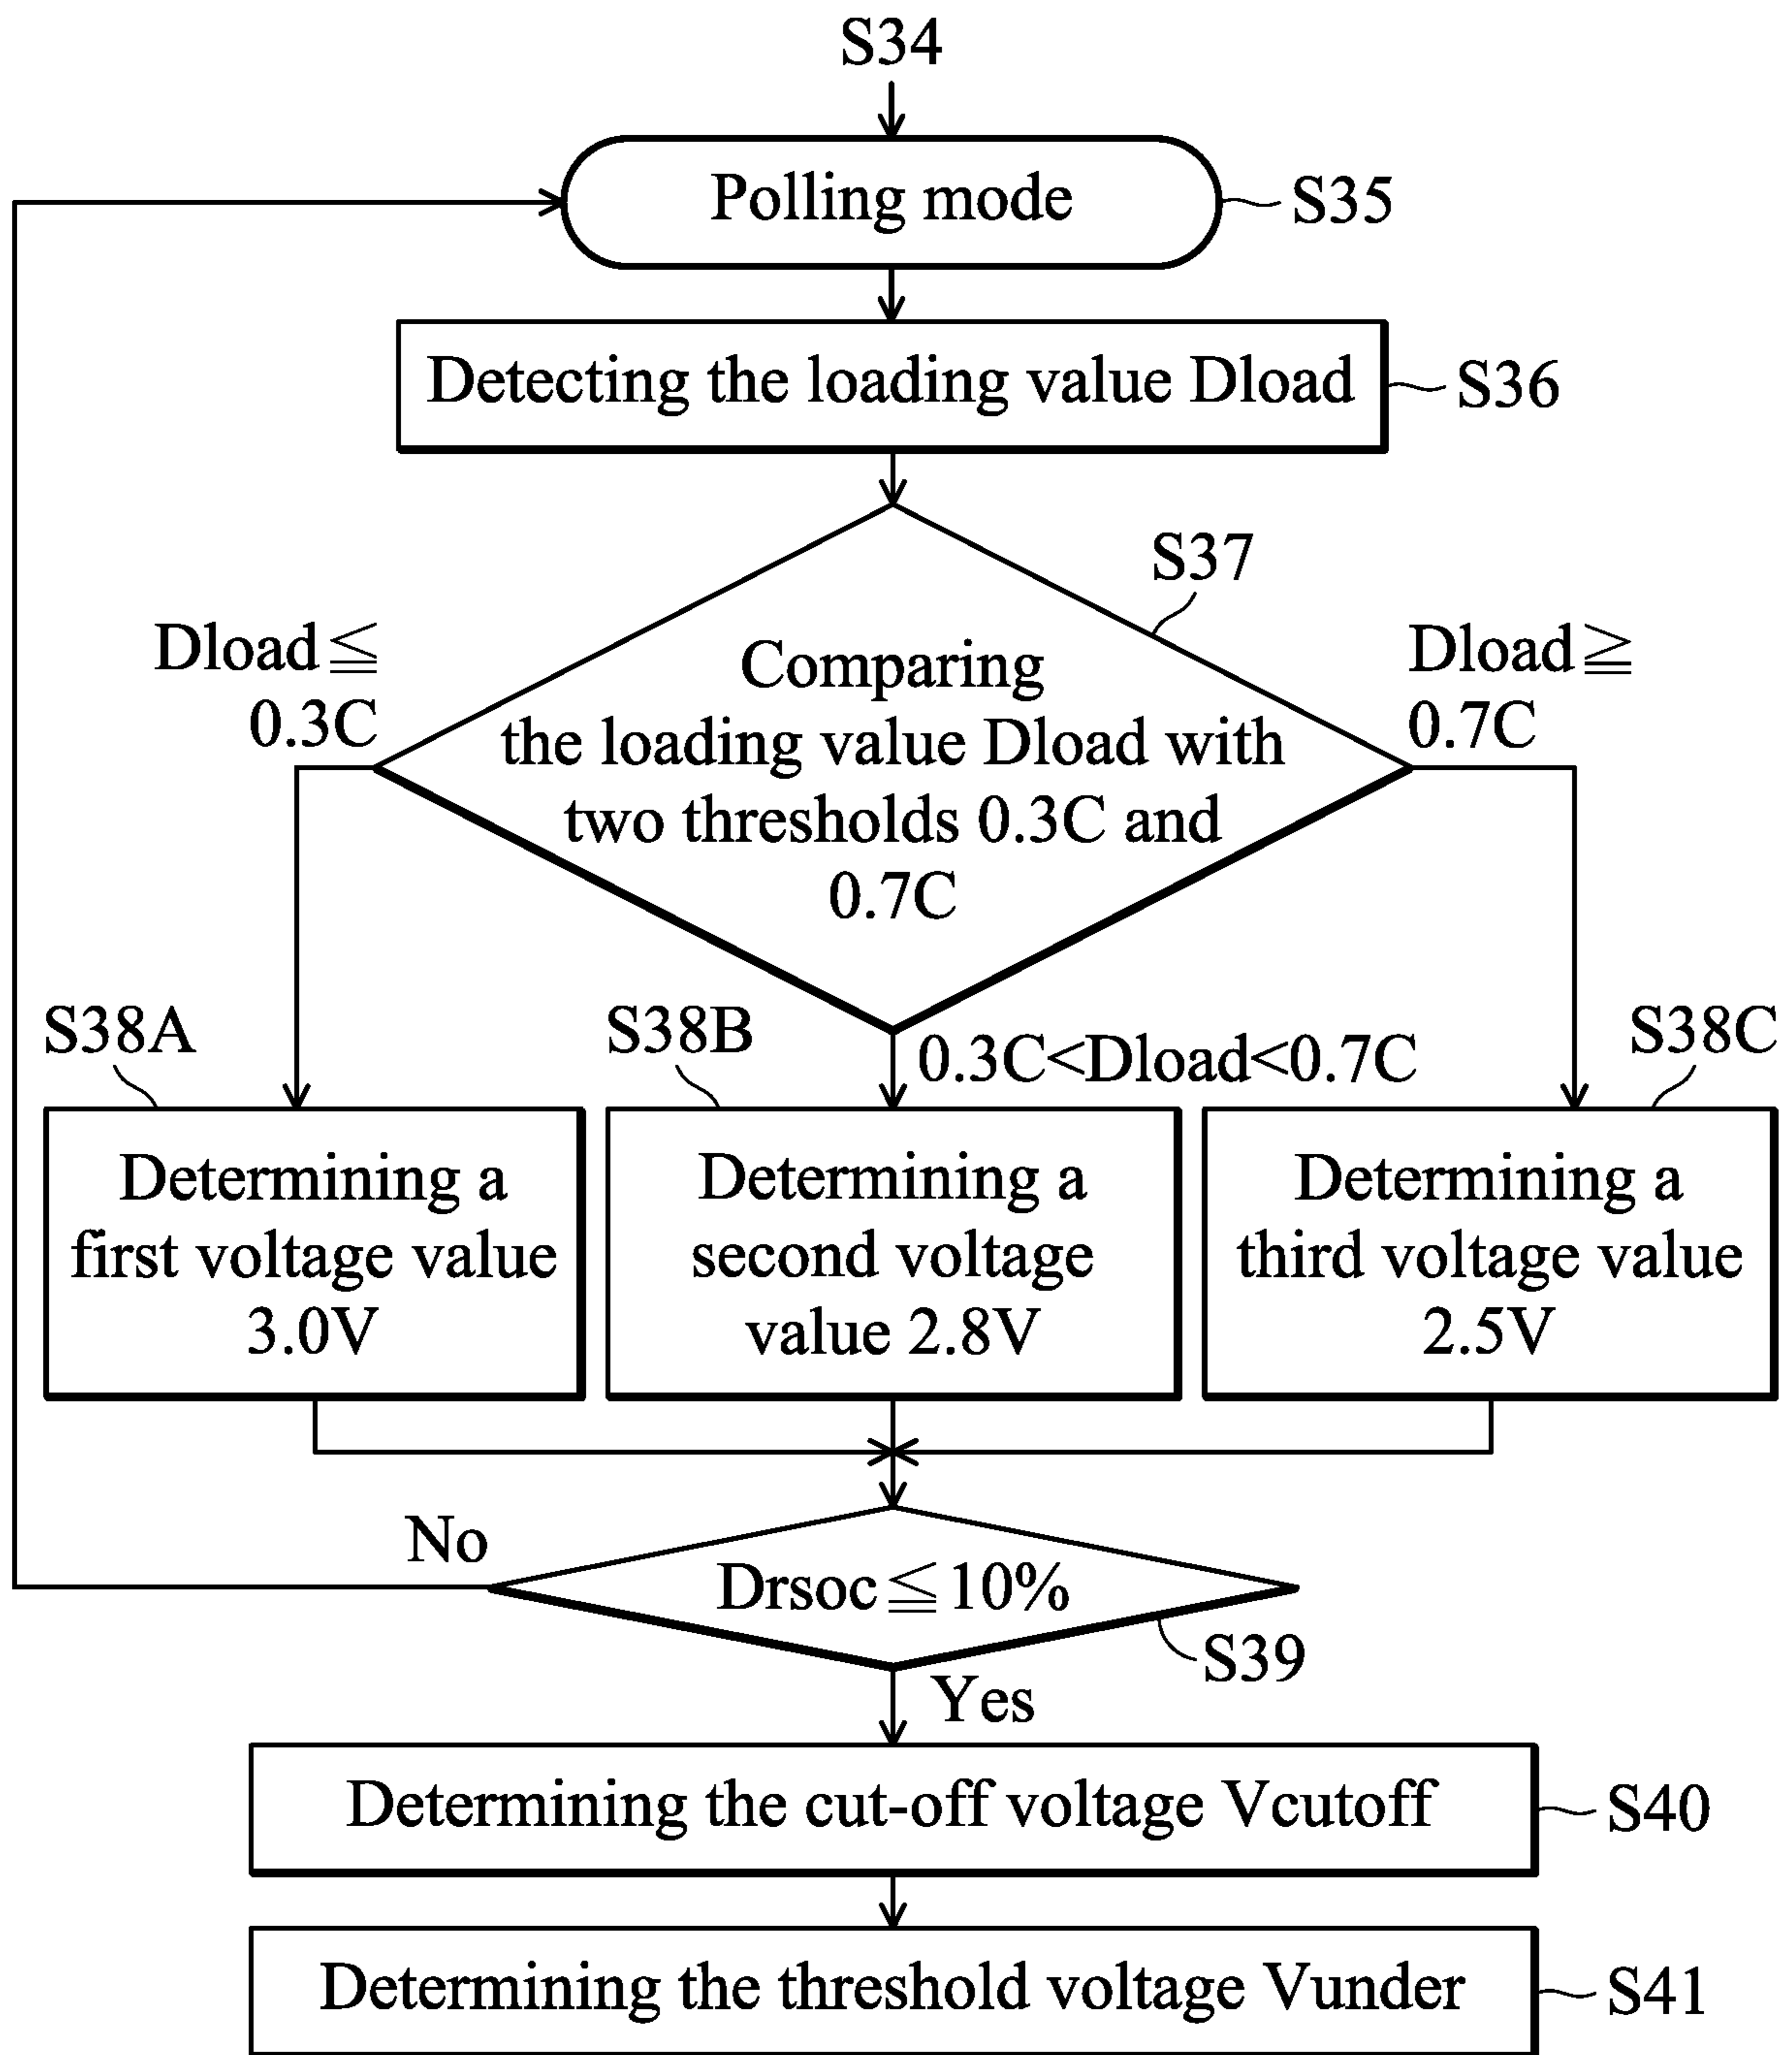 S34
Polling mode
S35
Detecting the loading value Dload
S36
S37
Dload≦
0.3C
Comparing
the loading value Dload with
two thresholds 0.3C and
0.7C
Dload≧
0.7C
S38A
S38B
0.3C<Dload<0.7C
S38C
Determining a
first voltage value
3.0V
Determining a
second voltage
value 2.8V
Determining a
third voltage value
2.5V
No
Drsoc≦10%
S39
Yes
Determining the cut-off voltage Vcutoff
S40
Determining the threshold voltage Vunder
S41